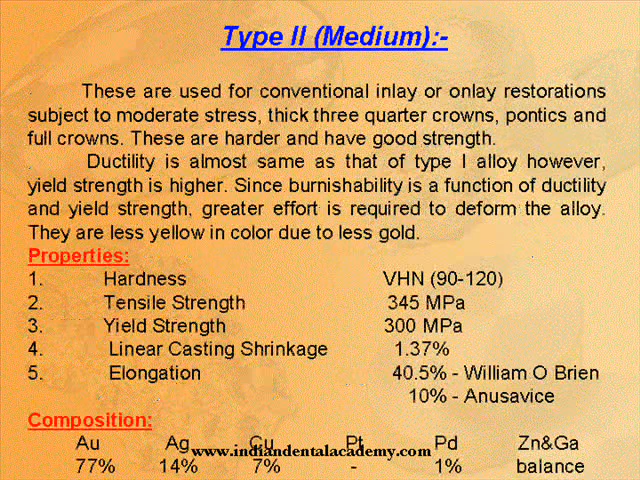 Type II (Medium):-
These are used for conventional inlay or onlay restorations
subject to moderate stress, thick three quarter crowns, pontics and
full crowns. These are harder and have good strength.
Ductility is almost same as that of type I alloy however,
yield strength is higher. Since burnishability is a function of ductility
and yield strength, greater effort is required to deform the alloy.
They are less yellow in color due to less gold.
Properties:
1. Hardness VHN (90-120)
2. Tensile Strength 345 MPa
3. Yield Strength 300 MPa
4. Linear Casting Shrinkage 1.37%
5. Elongation 40.5% - William O Brien
10% - Anusavice
Composition:
Au Ag Cu Pt Pd Zn&Ga
www.indiandentalacademy.com
77% 14% 7% - 1% balance